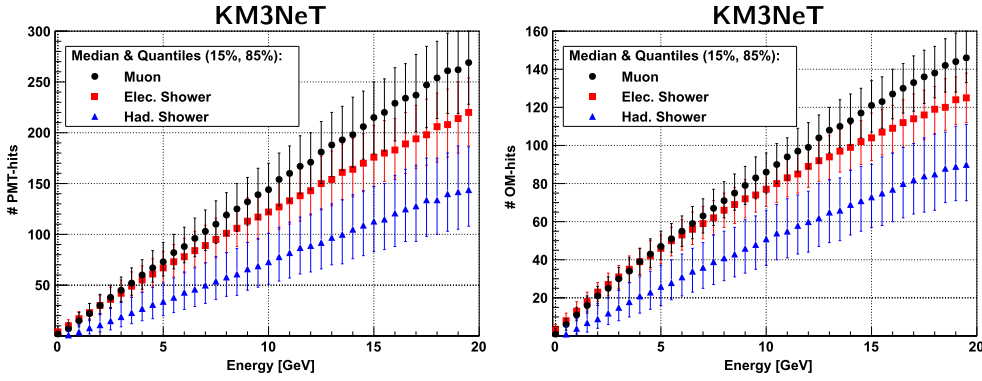 KM3NeT
300
250
200
150
100
50
# PMT-hits
Median & Quantiles (15%, 85%):
Muon
Elec. Shower
Had. Shower
0 5 10 15 20
Energy [GeV]
KM3NeT
160
140
120
100
80
60
40
20
# OM-hits
Median & Quantiles (15%, 85%):
Muon
Elec. Shower
Had. Shower
0 5 10 15 20
Energy [GeV]